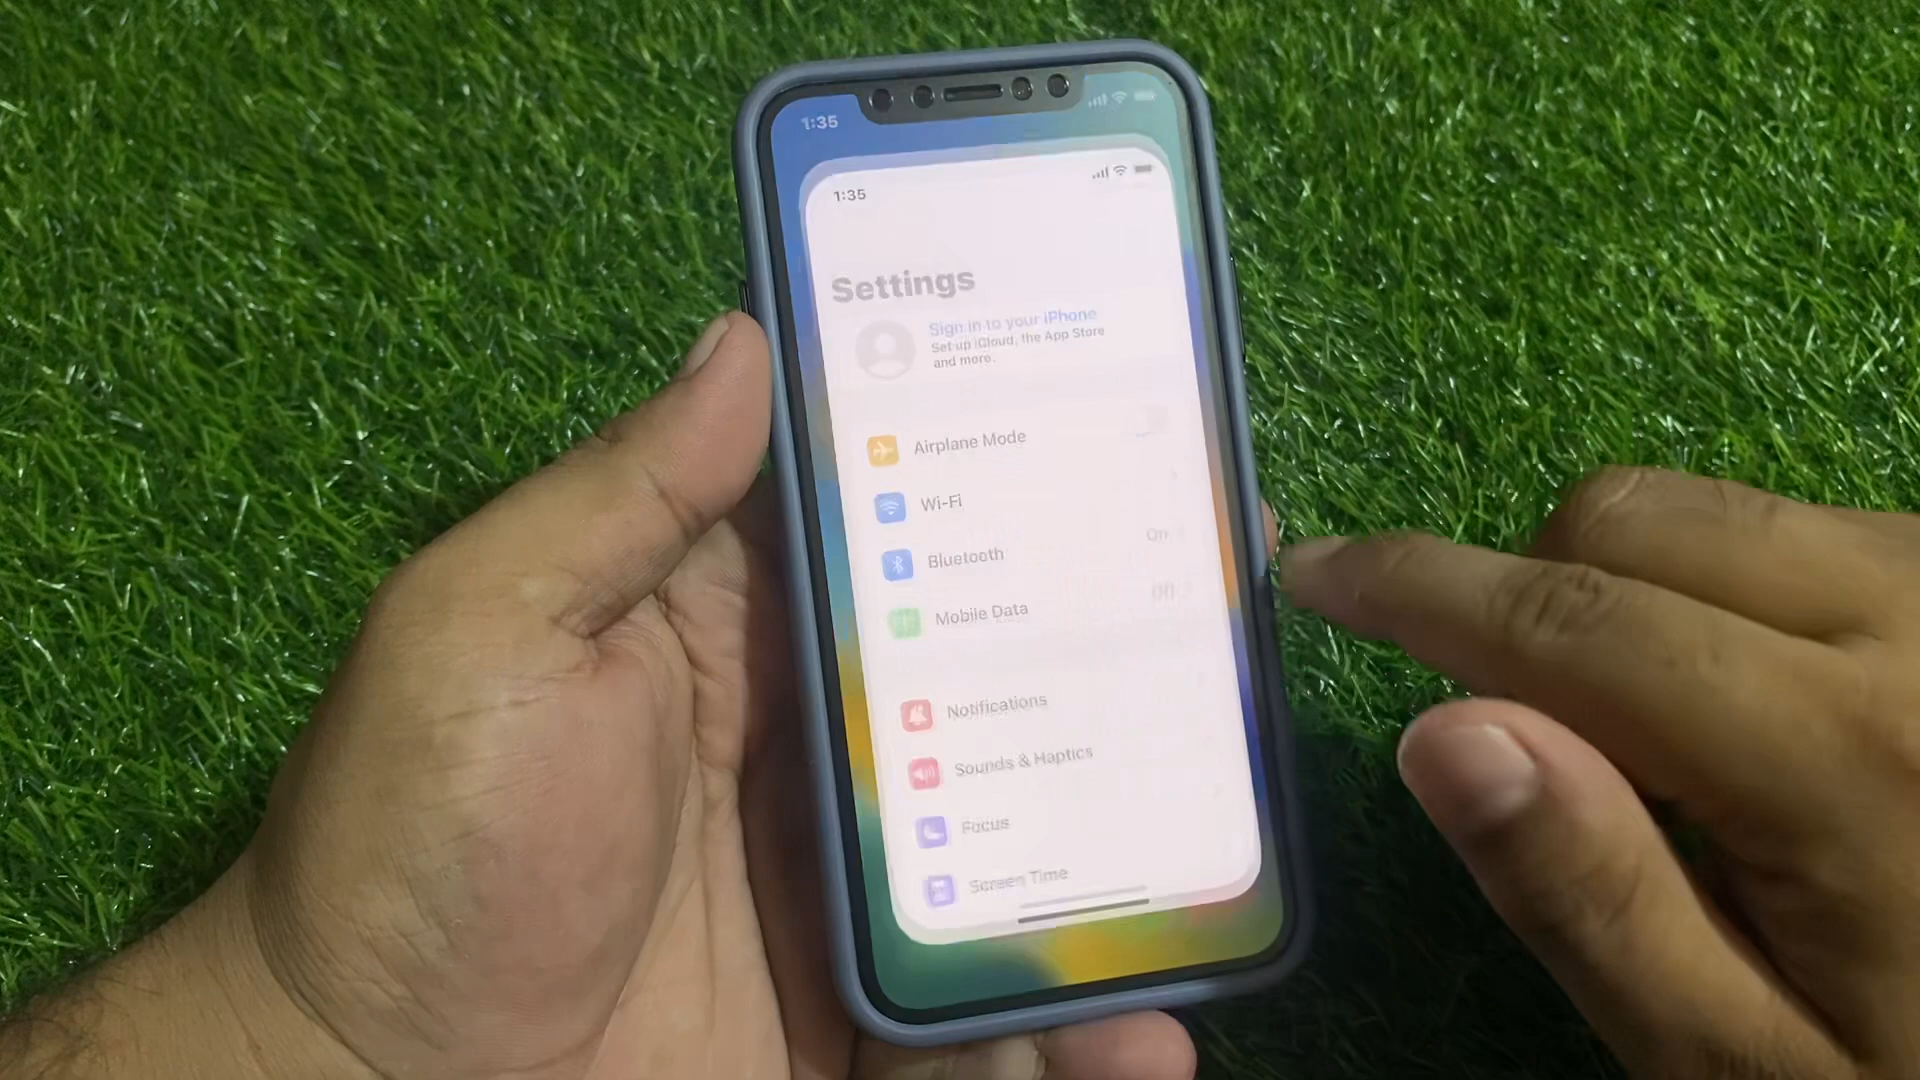 1:35
1:35
Settings
Sign in to your iPhone
Set up iCloud, the App Store
and more.
Airplane Mode
Wi-Fi
Bluetooth On
Mobile Data Off
Notifications
Sounds & Haptics
Focus
Screen Time